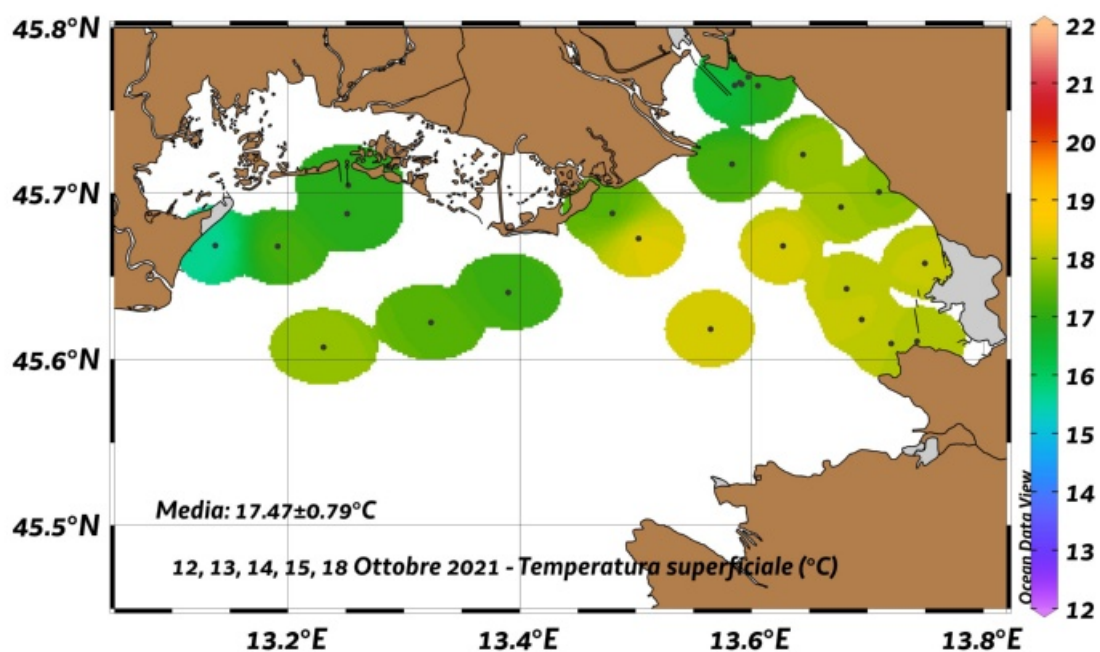 45.8°N
45.7°N
45.6°N
45.5°N
Media: 17.47±0.79°C
12, 13, 14, 15, 18 Ottobre 2021 - Temperatura superficiale (°C)
13.2°E
13.4°E
13.6°E
13.8°E
Ocean Data View
22
21
20
19
18
17
16
15
14
13
12